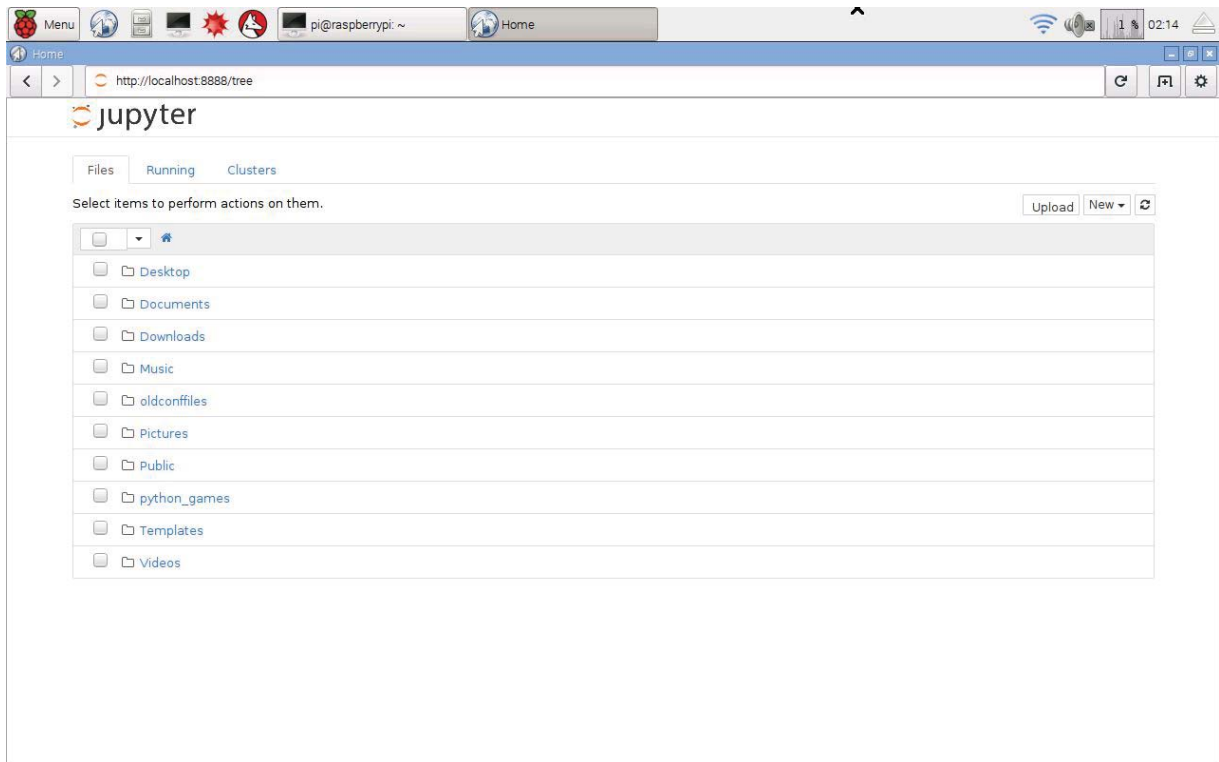 Menu pi@raspberrypi: ~ Home 1 % 02:14
Home
http://localhost:8888/tree
jupyter
Files Running Clusters
Select items to perform actions on them. Upload New
Desktop
Documents
Downloads
Music
oldconffiles
Pictures
Public
python_games
Templates
Videos